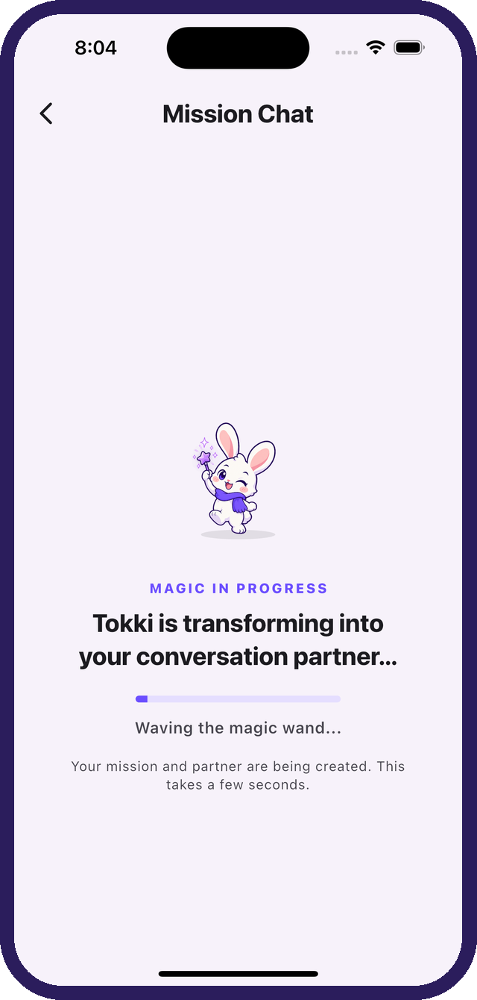 8:04
Mission Chat
MAGIC IN PROGRESS
Tokki is transforming into
your conversation partner...
Waving the magic wand...
Your mission and partner are being created. This
takes a few seconds.